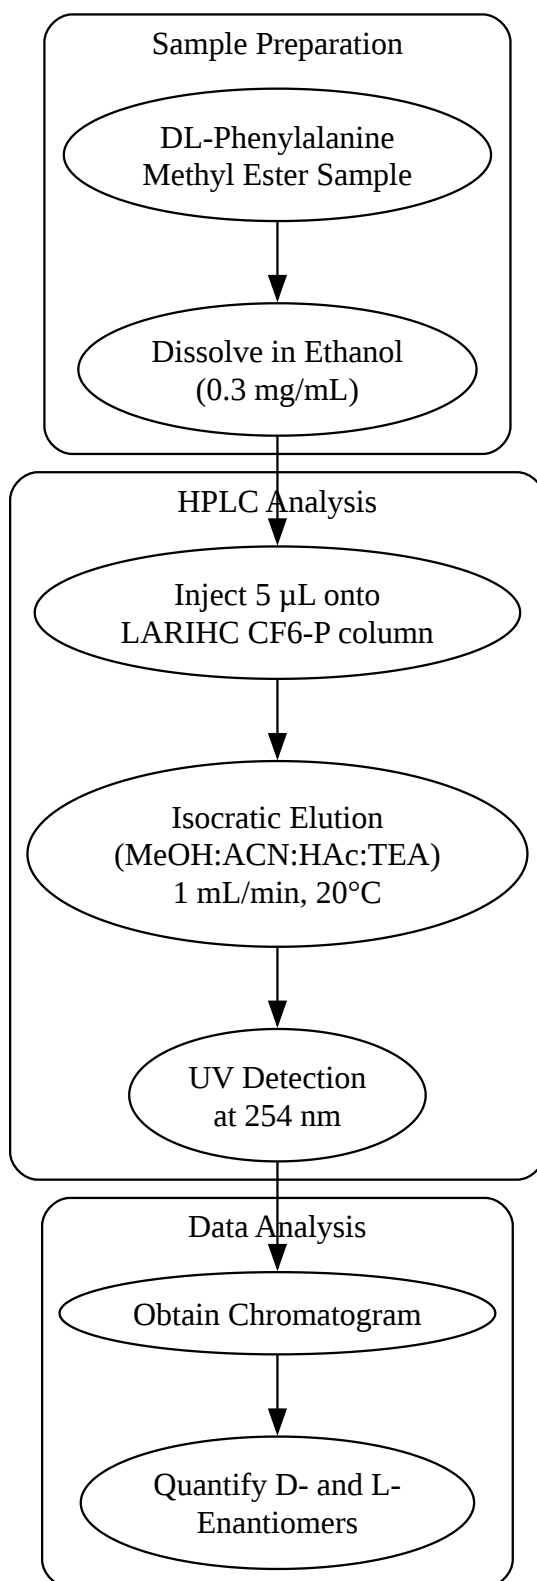 Sample Preparation
DL-Phenylalanine
Methyl Ester Sample
Dissolve in Ethanol
(0.3 mg/mL)
HPLC Analysis
Inject 5 µL onto
LARIHC CF6-P column
Isocratic Elution
(MeOH:ACN:HAc:TEA)
1 mL/min, 20°C
UV Detection
at 254 nm
Data Analysis
Obtain Chromatogram
Quantify D- and L-
Enantiomers